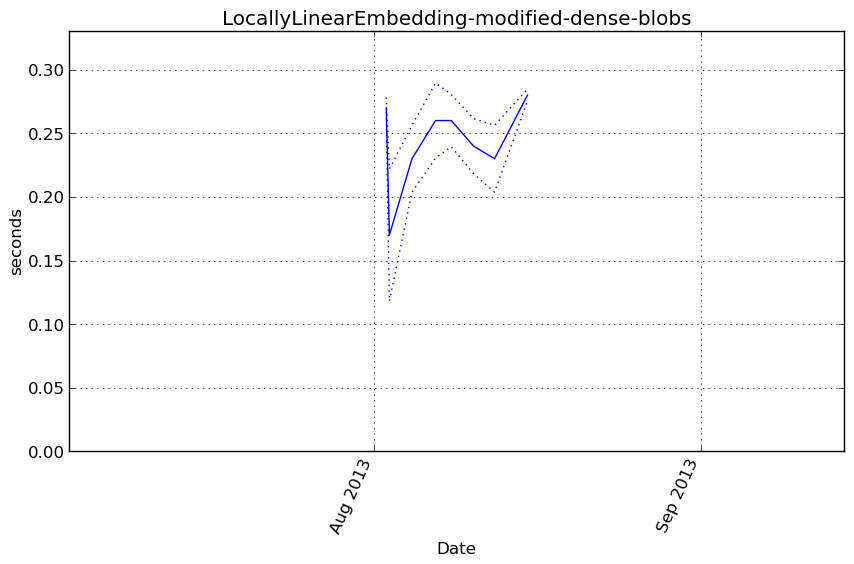 LocallyLinearEmbedding-modified-dense-blobs
0.30
0.25
0.20
0.15
0.10
0.05
0.00
seconds
Aug 2013
Sep 2013
Date